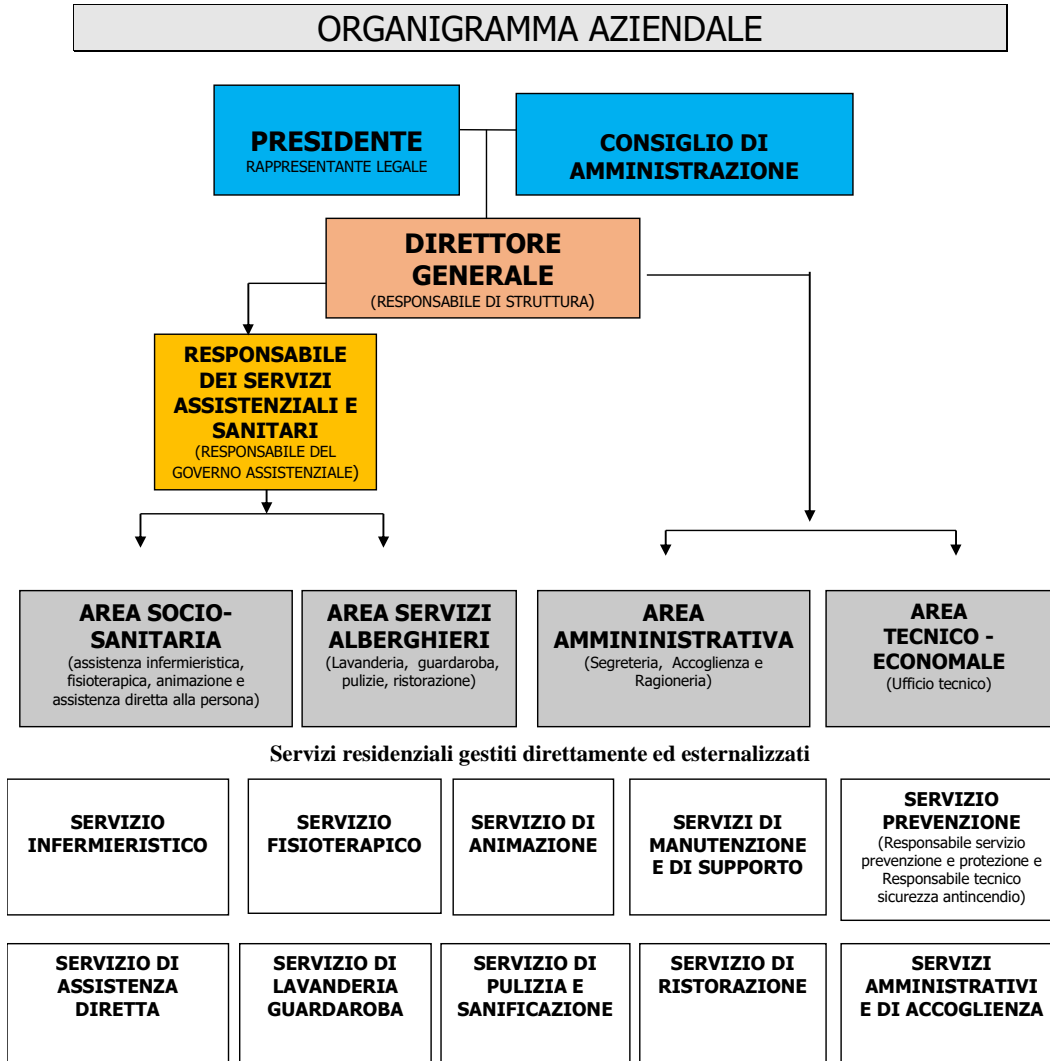 ORGANIGRAMMA AZIENDALE
PRESIDENTE
RAPPRESENTANTE LEGALE
CONSIGLIO DI
AMMINISTRAZIONE
DIRETTORE
GENERALE
(RESPONSABILE DI STRUTTURA)
RESPONSABILE
DEI SERVIZI
ASSISTENZIALI E
SANITARI
(RESPONSABILE DEL
GOVERNO ASSISTENZIALE)
AREA SOCIO-
SANITARIA
(assistenza infermieristica,
fisioterapica, animazione e
assistenza diretta alla persona)
AREA SERVIZI
ALBERGHIERI
(Lavanderia, guardaroba,
pulizie, ristorazione)
AREA
AMMININISTRATIVA
(Segreteria, Accoglienza e
Ragioneria)
AREA
TECNICO -
ECONOMALE
(Ufficio tecnico)
Servizi residenziali gestiti direttamente ed esternalizzati
SERVIZIO
INFERMIERISTICO
SERVIZIO
FISIOTERAPICO
SERVIZIO DI
ANIMAZIONE
SERVIZI DI
MANUTENZIONE
E DI SUPPORTO
SERVIZIO
PREVENZIONE
(Responsabile servizio
prevenzione e protezione e
Responsabile tecnico
sicurezza antincendio)
SERVIZIO DI
ASSISTENZA
DIRETTA
SERVIZIO DI
LAVANDERIA
GUARDAROBA
SERVIZIO DI
PULIZIA E
SANIFICAZIONE
SERVIZIO DI
RISTORAZIONE
SERVIZI
AMMINISTRATIVI
E DI ACCOGLIENZA